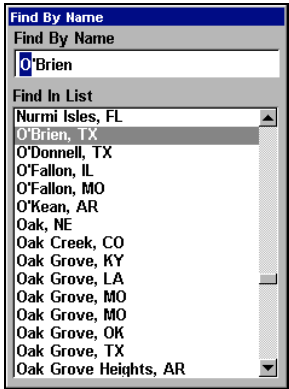 Find By Name
Find By Name
O'Brien
Find In List
Nurmi Isles, FL
O'Brien, TX
O'Donnell, TX
O'Fallon, IL
O'Fallon, MO
O'Kean, AR
Oak, NE
Oak Creek, CO
Oak Grove, KY
Oak Grove, LA
Oak Grove, MO
Oak Grove, MO
Oak Grove, OK
Oak Grove, TX
Oak Grove Heights, AR